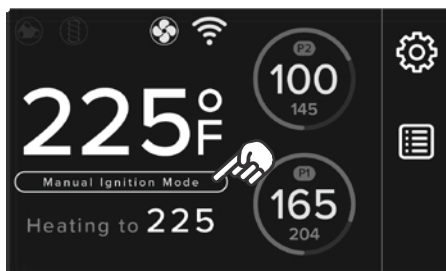 225°F
Manual Ignition Mode
Heating to 225
P2
100
145
P1
165
204